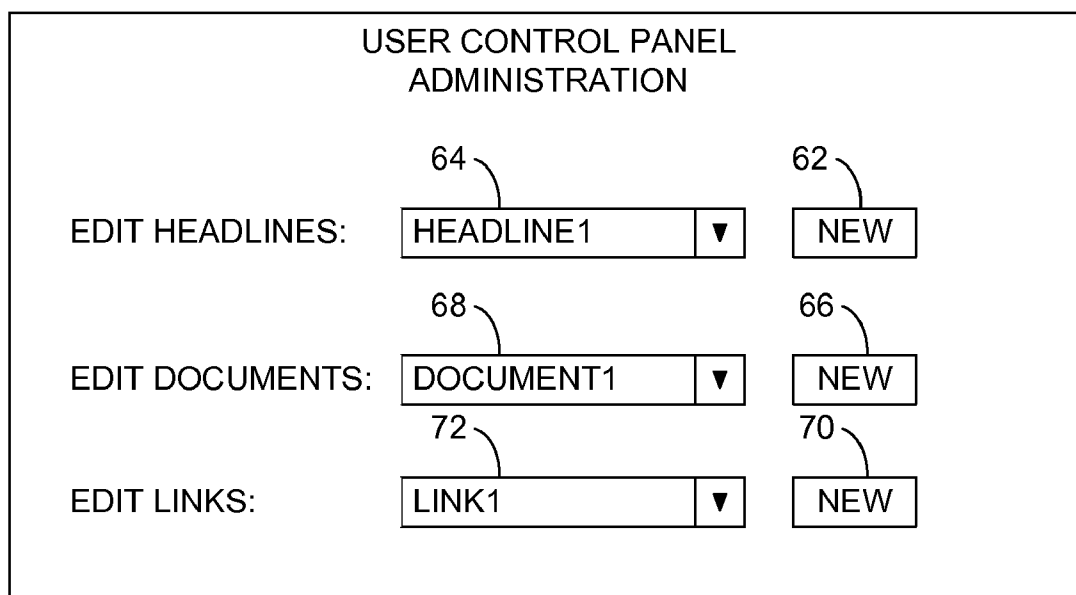 USER CONTROL PANEL
ADMINISTRATION
64 62
EDIT HEADLINES: HEADLINE1 ▼ NEW
68 66
EDIT DOCUMENTS: DOCUMENT1 ▼ NEW
72 70
EDIT LINKS: LINK1 ▼ NEW